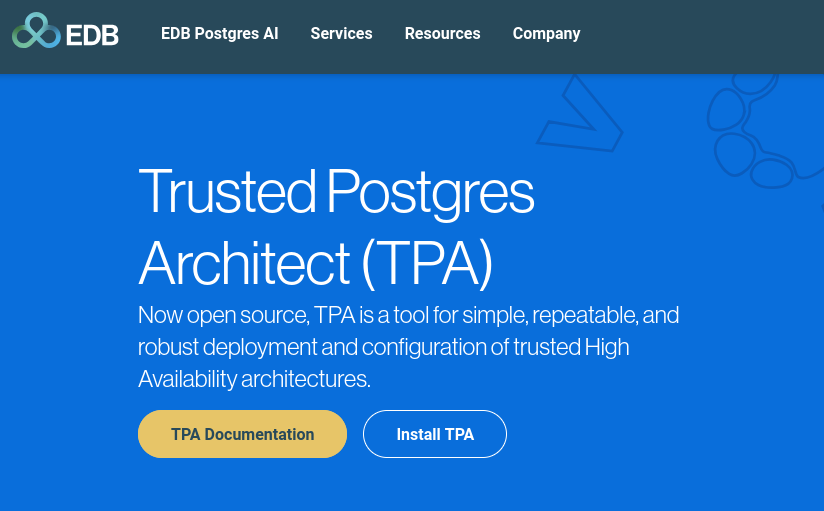 EDB
EDB Postgres AI
Services
Resources
Company
Trusted Postgres
Architect (TPA)
Now open source, TPA is a tool for simple, repeatable, and
robust deployment and configuration of trusted High
Availability architectures.
TPA Documentation
Install TPA